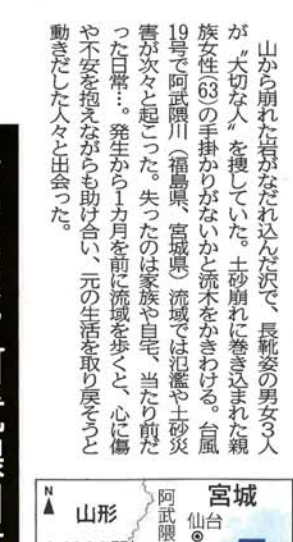 山から崩れた岩がなだれ込んだ沢で、長靴姿の男女3人
が〝大切な人〟を捜していた。土砂崩れに巻き込まれた親
族女性(63)の手掛かりがないかと流木をかきわける。台風
19号で阿武隈川(福島県、宮城県)流域では氾濫や土砂災
害が次々と起こった。失ったのは家族や自宅、当たり前だ
った日常…。発生から1カ月を前に流域を歩くと、心に傷
や不安を抱えながらも助け合い、元の生活を取り戻そうと
動きだした人々と出会った。
宮城
仙台
阿武隈
山形
N